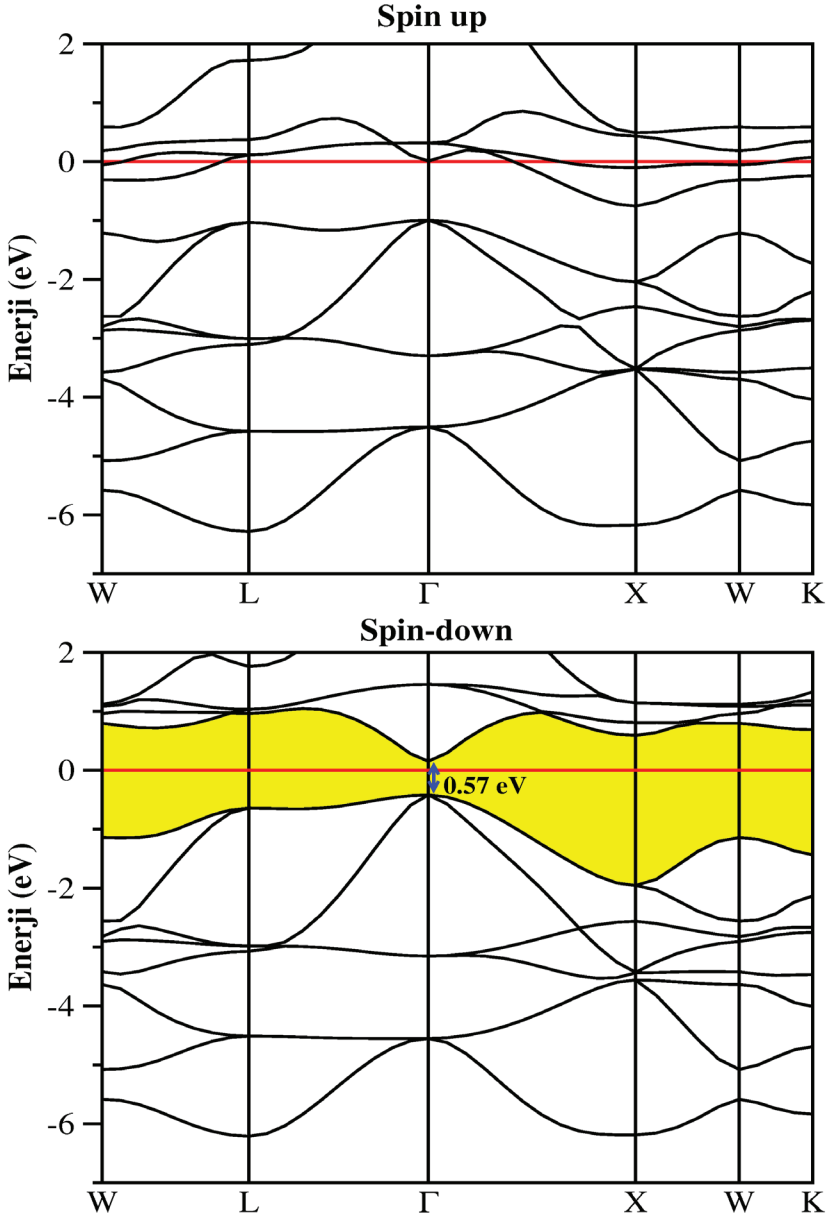 Spin up
Enerji (eV)
2
0
-2
-4
-6
W L Γ X W K
Spin-down
Enerji (eV)
2
0
-2
-4
-6
0.57 eV
W L Γ X W K